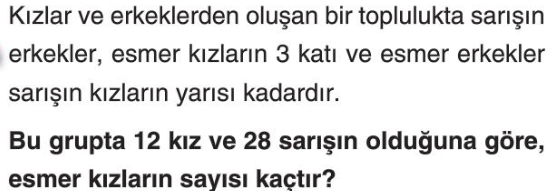 Kızlar ve erkeklerden oluşan bir toplulukta sarışın
erkekler, esmer kızların 3 katı ve esmer erkekler
sarışın kızların yarısı kadardır.
Bu grupta 12 kız ve 28 sarışın olduğuna göre,
esmer kızların sayısı kaçtır?